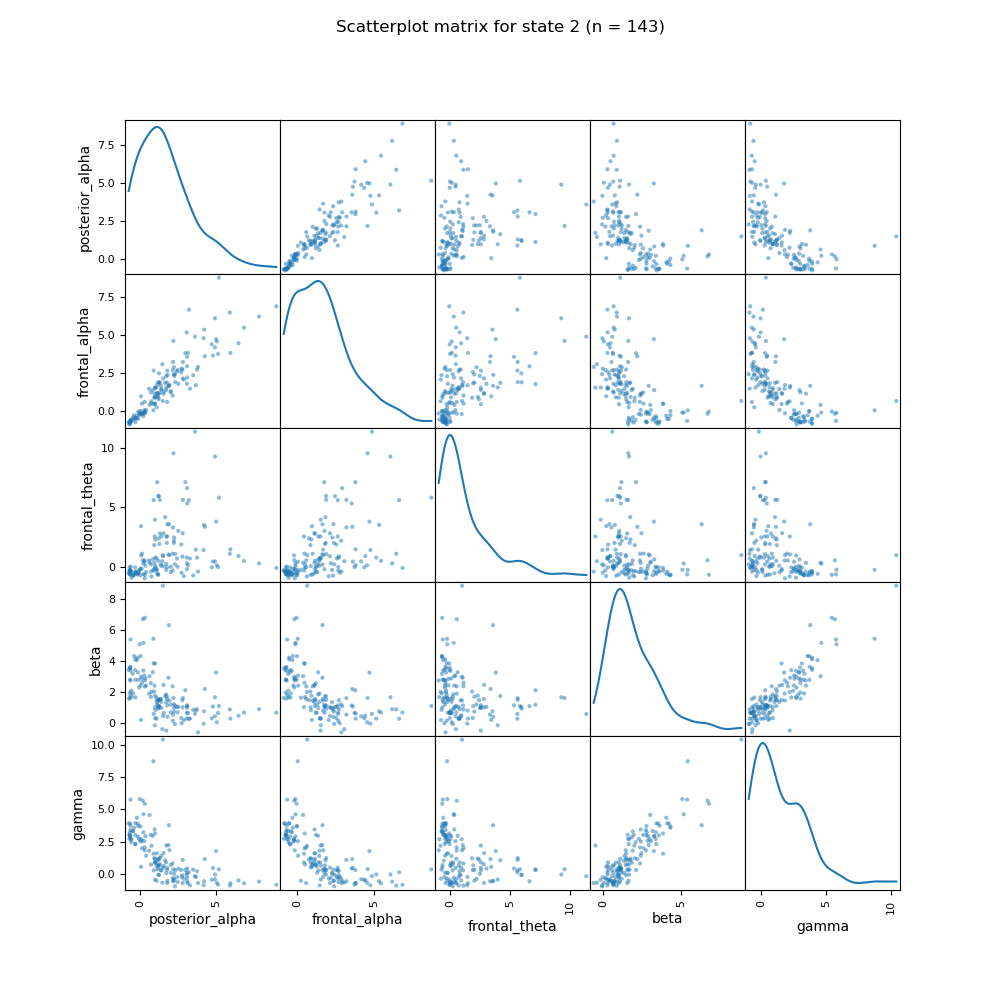 Scatterplot matrix for state 2 (n = 143)
posterior_alpha
7.5
5.0
2.5
0.0
frontal_alpha
7.5
5.0
2.5
0.0
frontal_theta
10
5
0
beta
8
6
4
2
0
gamma
10.0
7.5
5.0
2.5
0.0
0 5 0 5 0 5 10 0 5 0 5 10
posterior_alpha frontal_alpha frontal_theta beta gamma